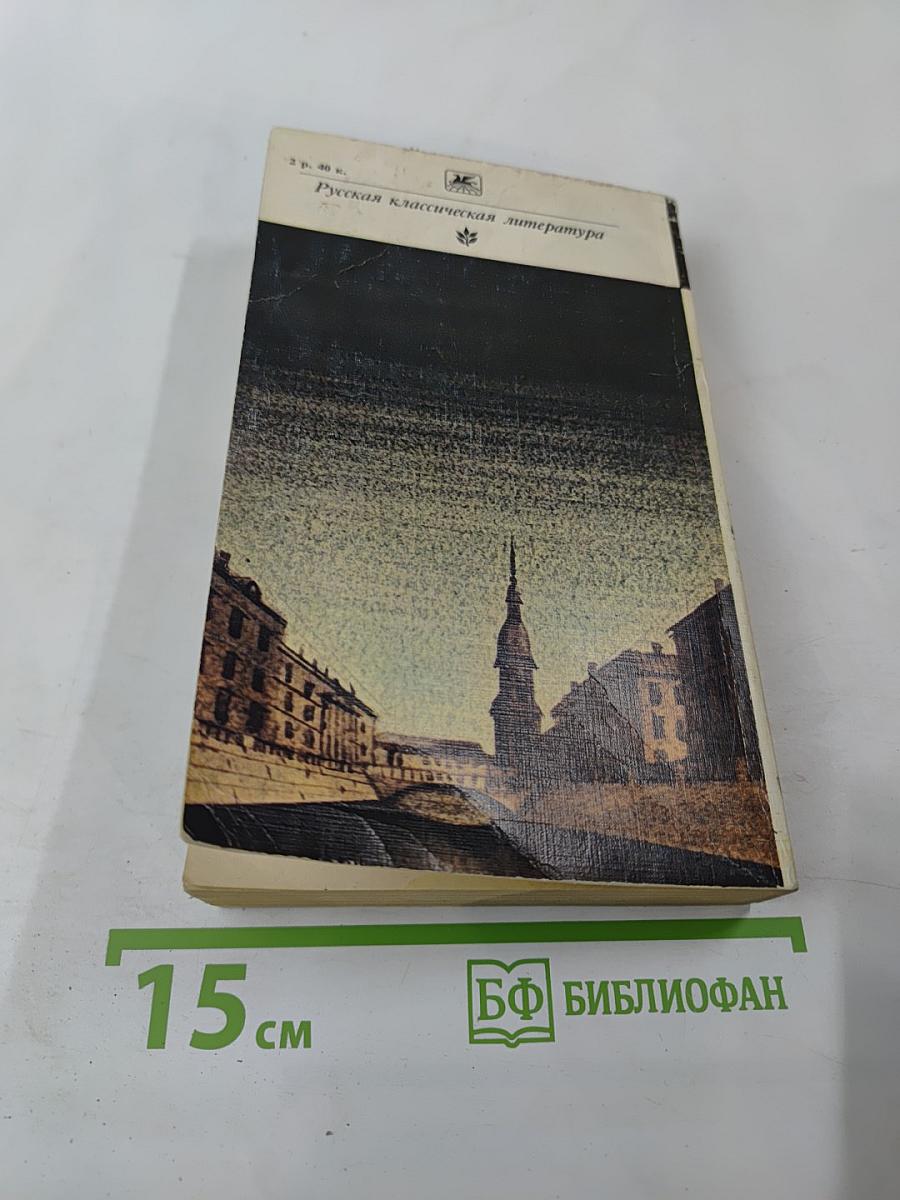 2 р. 40 к.
Русская классическая литература
15 см
БФ БИБЛИОФАН